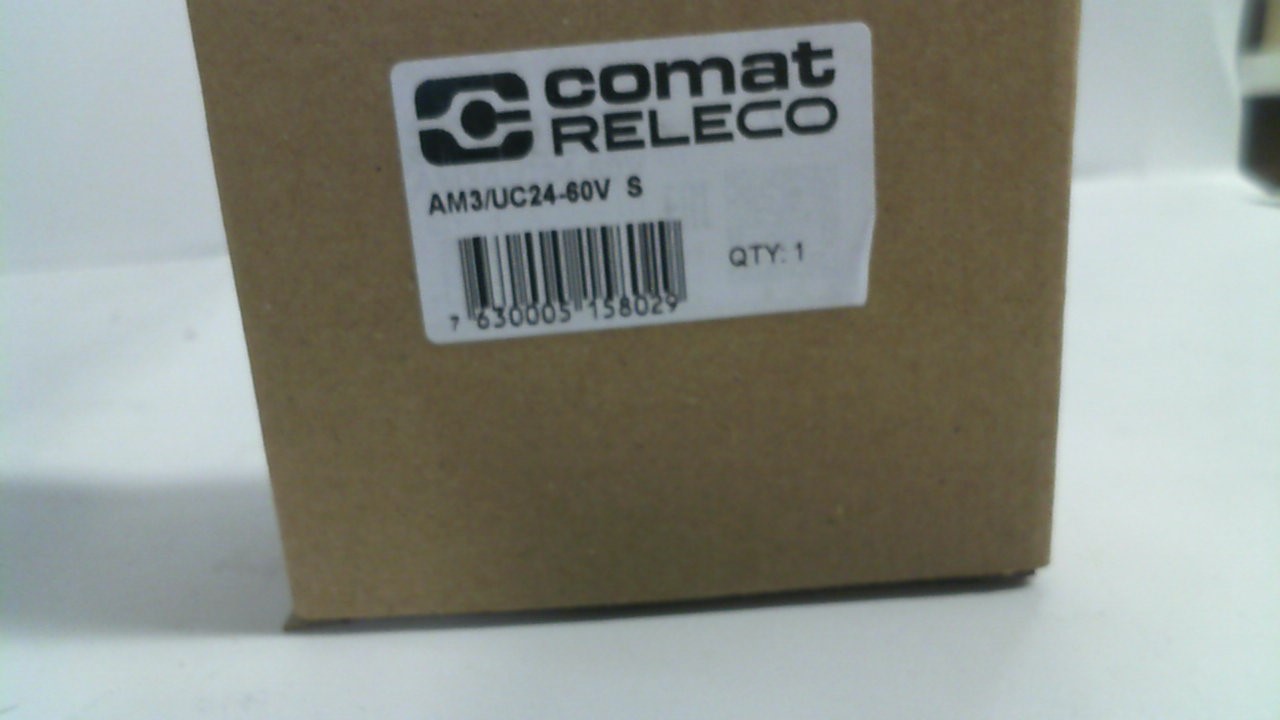 comat
RELECO
AM3/UC24-60V S
QTY: 1
7 630005 158029